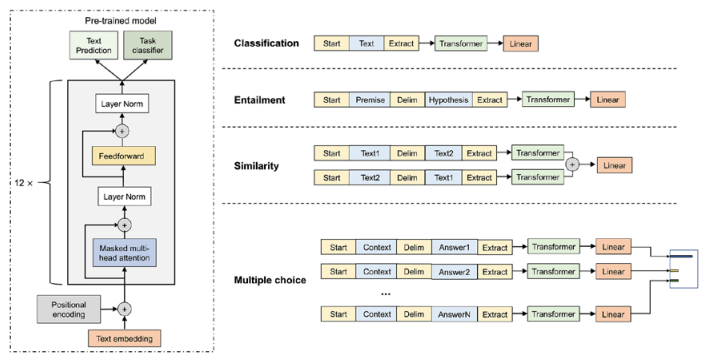 Pre-trained model
Text
Prediction
Task
classifier
Layer Norm
+
Feedforward
12 ×
Layer Norm
+
Masked multi-
head attention
Positional
encoding
+
Text embedding
Classification
Start Text Extract Transformer Linear
Entailment
Start Premise Delim Hypothesis Extract Transformer Linear
Similarity
Start Text1 Delim Text2 Extract Transformer
+ Linear
Start Text2 Delim Text1 Extract Transformer
Multiple choice
Start Context Delim Answer1 Extract Transformer Linear
Start Context Delim Answer2 Extract Transformer Linear
...
Start Context Delim AnswerN Extract Transformer Linear